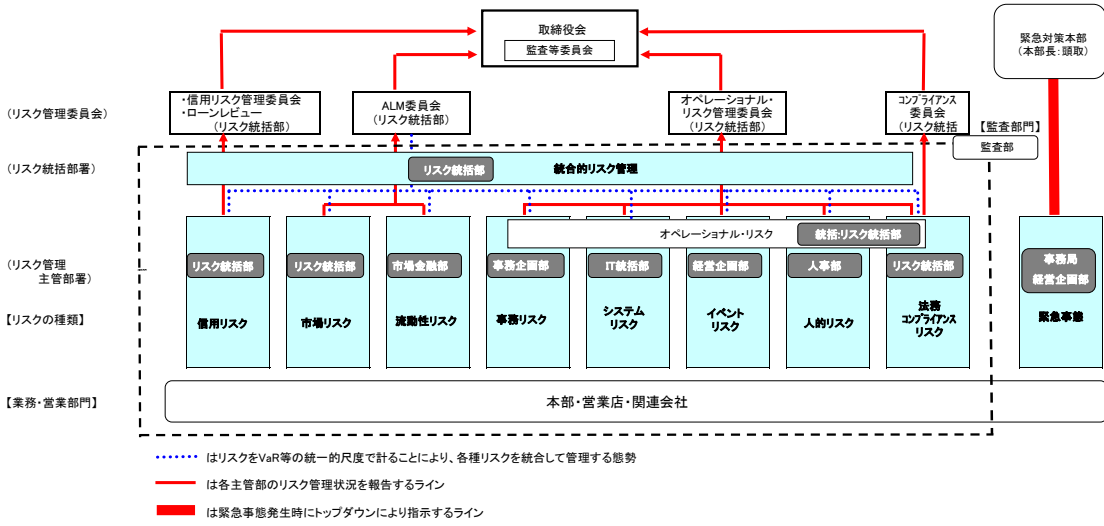 取締役会
監査等委員会
緊急対策本部
(本部長:頭取)
(リスク管理委員会)
・信用リスク管理委員会
・ローンレビュー
(リスク統括部)
ALM委員会
(リスク統括部)
オペレーショナル・
リスク管理委員会
(リスク統括部)
コンプライアンス
委員会
(リスク統括
【監査部門】
監査部
(リスク統括部署)
リスク統括部
統合的リスク管理
オペレーショナル・リスク
統括:リスク統括部
(リスク管理
主管部署)
リスク統括部
リスク統括部
市場金融部
事務企画部
IT統括部
経営企画部
人事部
リスク統括部
事務局
経営企画部
【リスクの種類】
信用リスク
市場リスク
流動性リスク
事務リスク
システム
リスク
イベント
リスク
人的リスク
法務
コンプライアンス
リスク
緊急事態
【業務・営業部門】
本部・営業店・関連会社
はリスクをVaR等の統一的尺度で計ることにより、各種リスクを統合して管理する態勢
は各主管部のリスク管理状況を報告するライン
は緊急事態発生時にトップダウンにより指示するライン